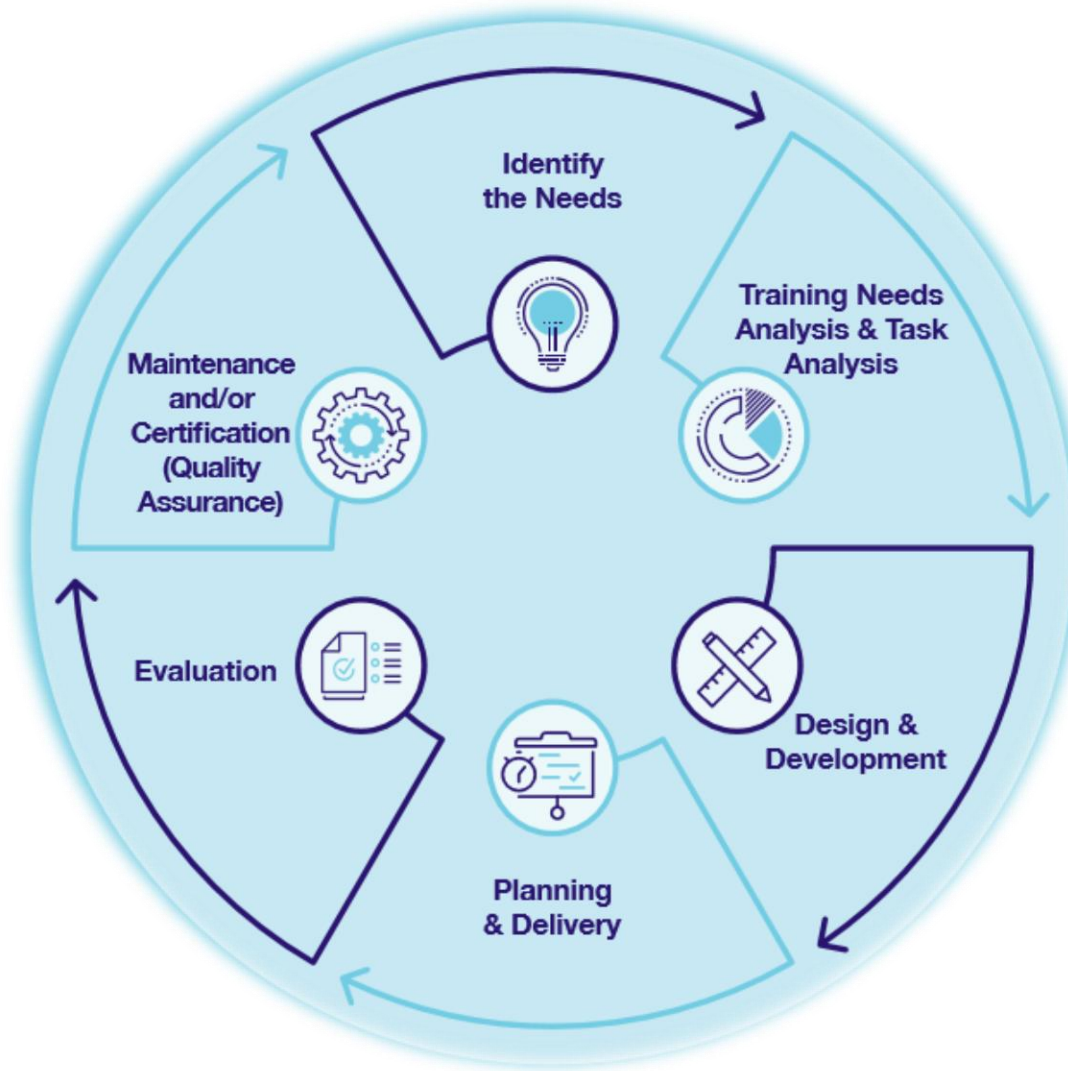 Identify
the Needs
Training Needs
Analysis & Task
Analysis
Design &
Development
Planning
& Delivery
Evaluation
Maintenance
and/or
Certification
(Quality
Assurance)